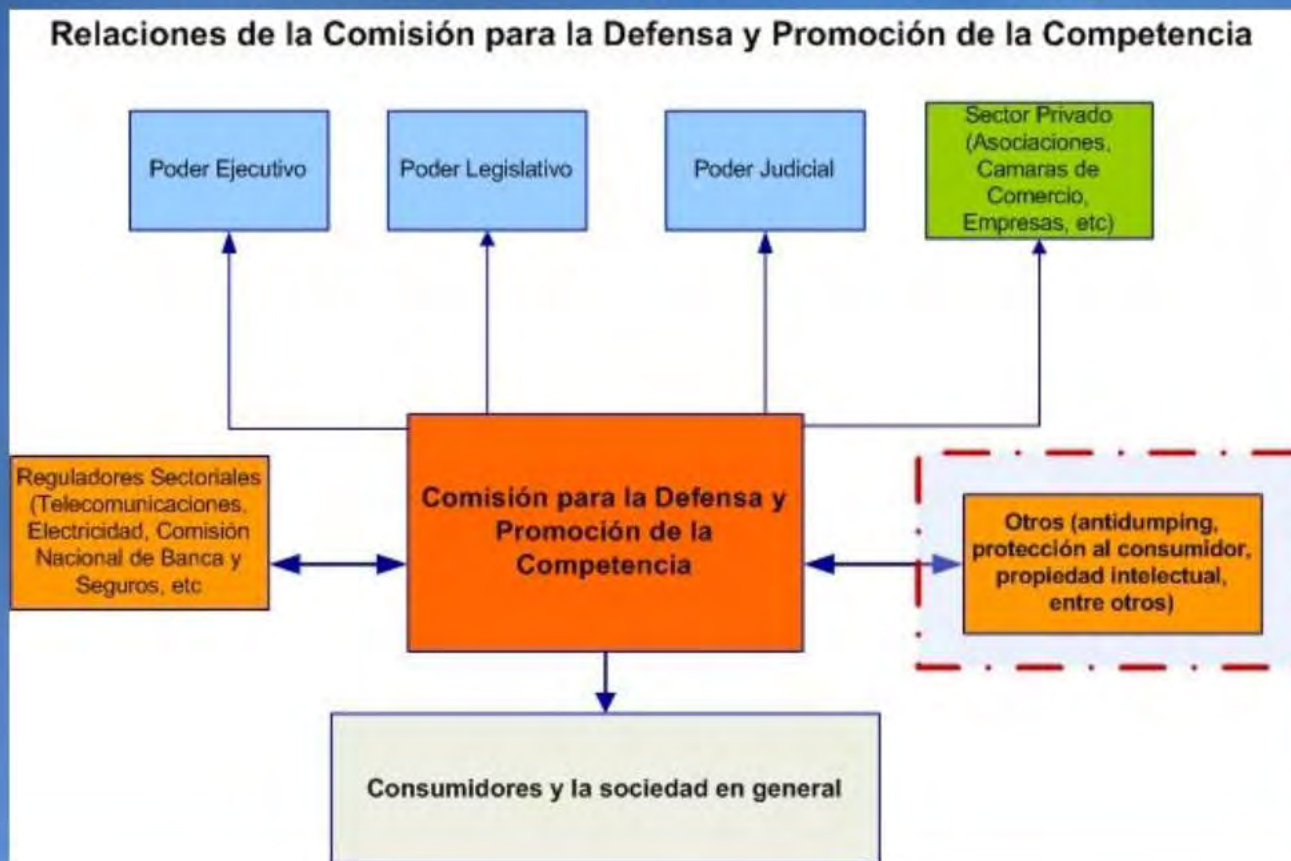 Relaciones de la Comisión para la Defensa y Promoción de la Competencia
Poder Ejecutivo
Poder Legislativo
Poder Judicial
Sector Privado
(Asociaciones,
Camaras de
Comercio,
Empresas, etc)
Reguladores Sectoriales
(Telecomunicaciones,
Electricidad, Comisión
Nacional de Banca y
Seguros, etc
Comisión para la Defensa y
Promoción de la
Competencia
Otros (antidumping,
protección al consumidor,
propiedad intelectual,
entre otros)
Consumidores y la sociedad en general